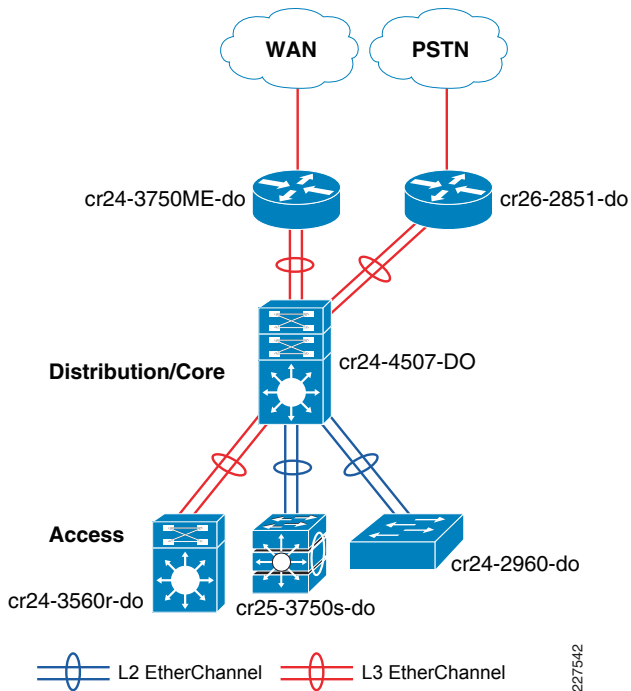 WAN
PSTN
cr24-3750ME-do
cr26-2851-do
cr24-4507-DO
Distribution/Core
Access
cr24-2960-do
cr24-3560r-do
cr25-3750s-do
L2 EtherChannel
L3 EtherChannel
227542